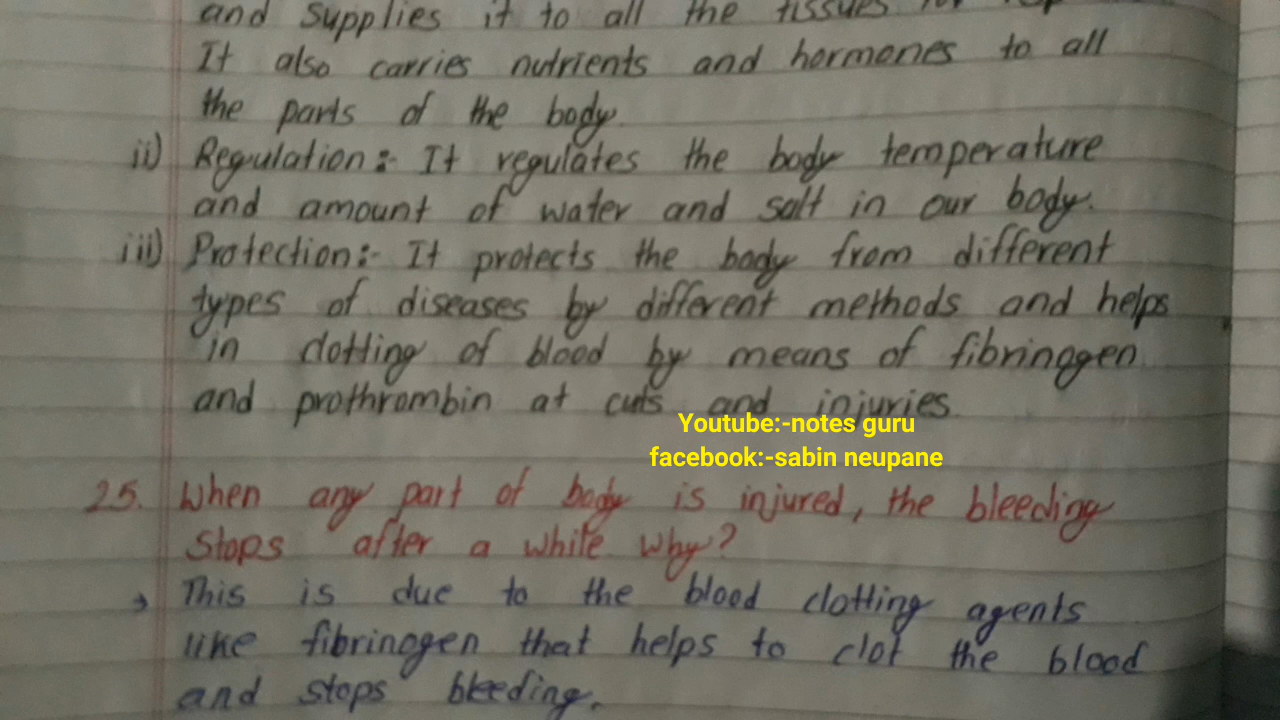 and supplies it to all the tissues for
It also carries nutrients and hormones to all
the parts of the body.
ii) Regulation:- It regulates the body temperature
and amount of water and salt in our body.
iii) Protection:- It protects the body from different
types of diseases by different methods and helps
in clotting of blood by means of fibrinogen
and prothrombin at cuts and injuries.
Youtube:-notes guru
facebook:-sabin neupane
25. When any part of body is injured, the bleeding
stops after a while why?
→ This is due to the blood clotting agents
like fibrinogen that helps to clot the blood
and stops bleeding.